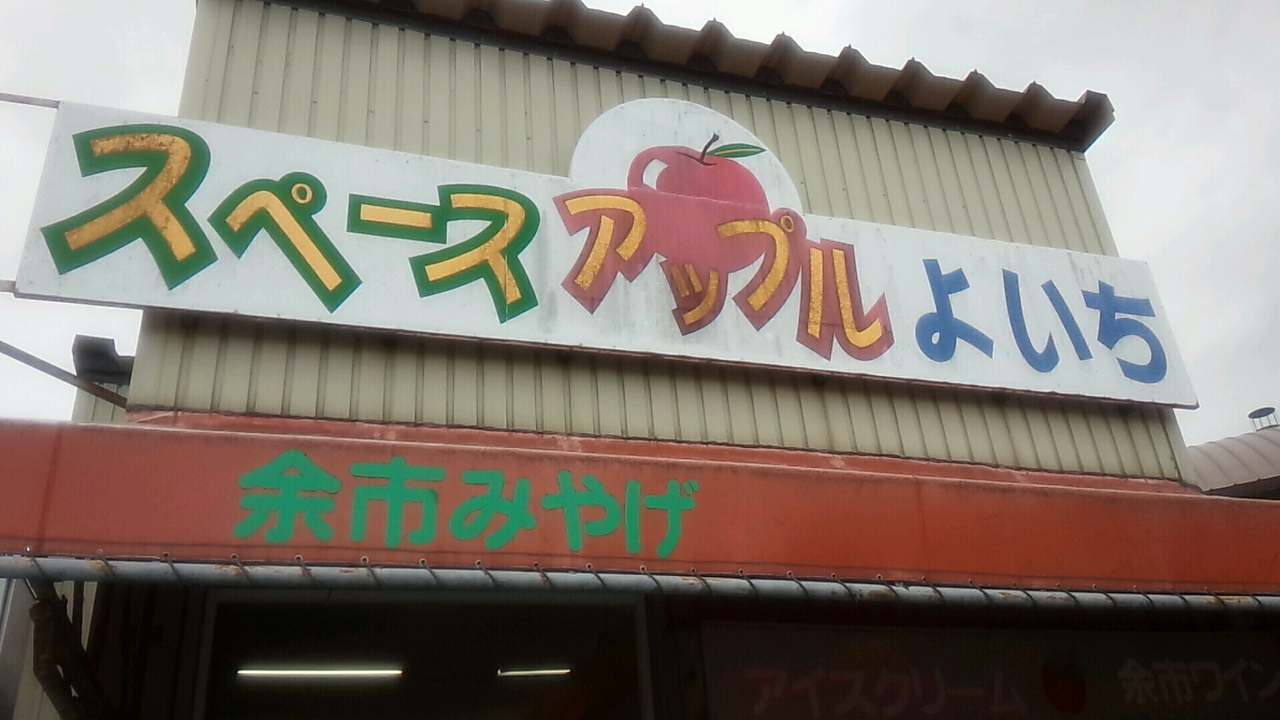 スペースアップルよいち
余市みやげ
アイスクリーム
余市ワイン